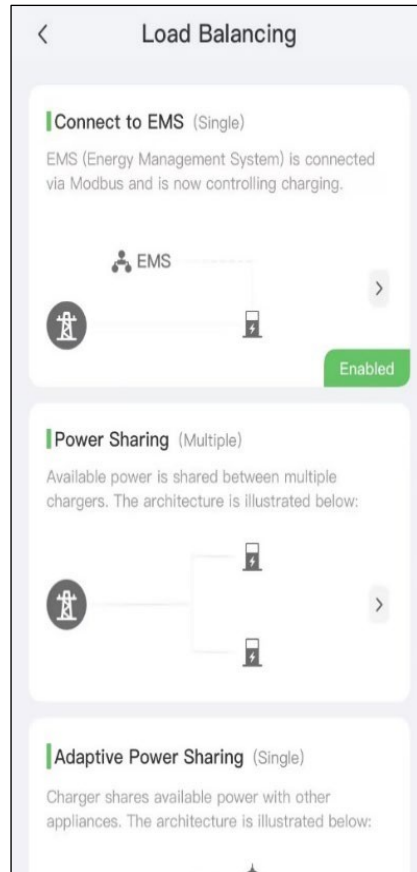 Load Balancing
Connect to EMS (Single)
EMS (Energy Management System) is connected
via Modbus and is now controlling charging.
EMS
Enabled
Power Sharing (Multiple)
Available power is shared between multiple
chargers. The architecture is illustrated below:
Adaptive Power Sharing (Single)
Charger shares available power with other
appliances. The architecture is illustrated below: